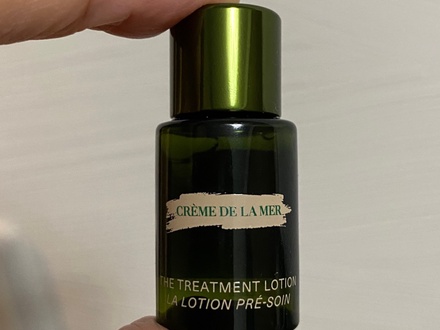 CRÈME DE LA MER
THE TREATMENT LOTION
LA LOTION PRÉ-SOIN